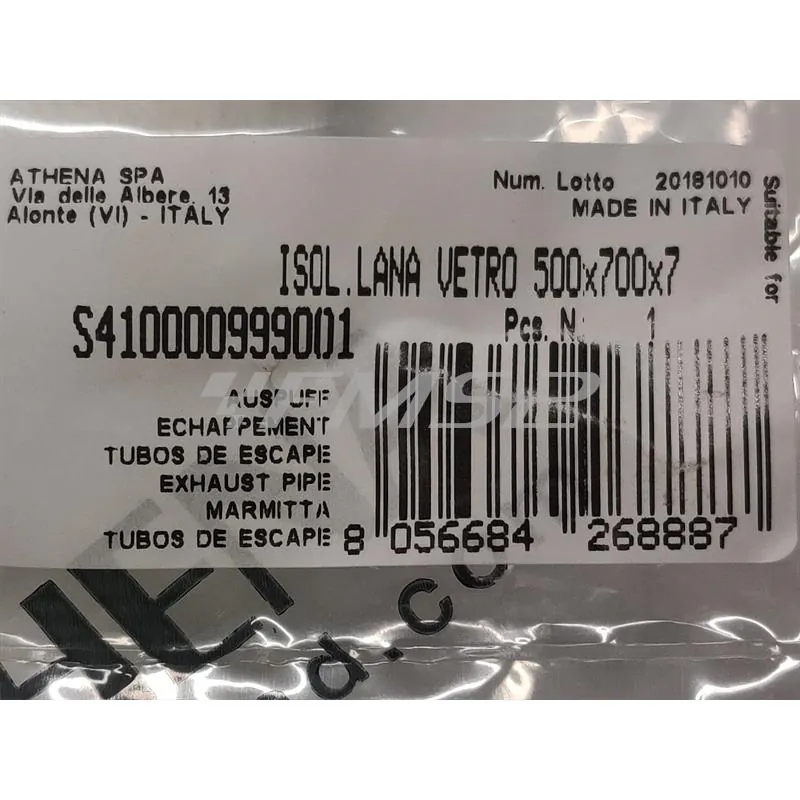 ATHENA SPA
Via delle Albere, 13
Alonte (VI) - ITALY
Num. Lotto 20181010
MADE IN ITALY
Suitable for
ISOL.LANA VETRO 500x700x7
S410000999001
Pcs. N. 1
AUSPUFF
ECHAPPEMENT
TUBOS DE ESCAPE
EXHAUST PIPE
MARMITTA
TUBOS DE ESCAPE
8 056684 268887